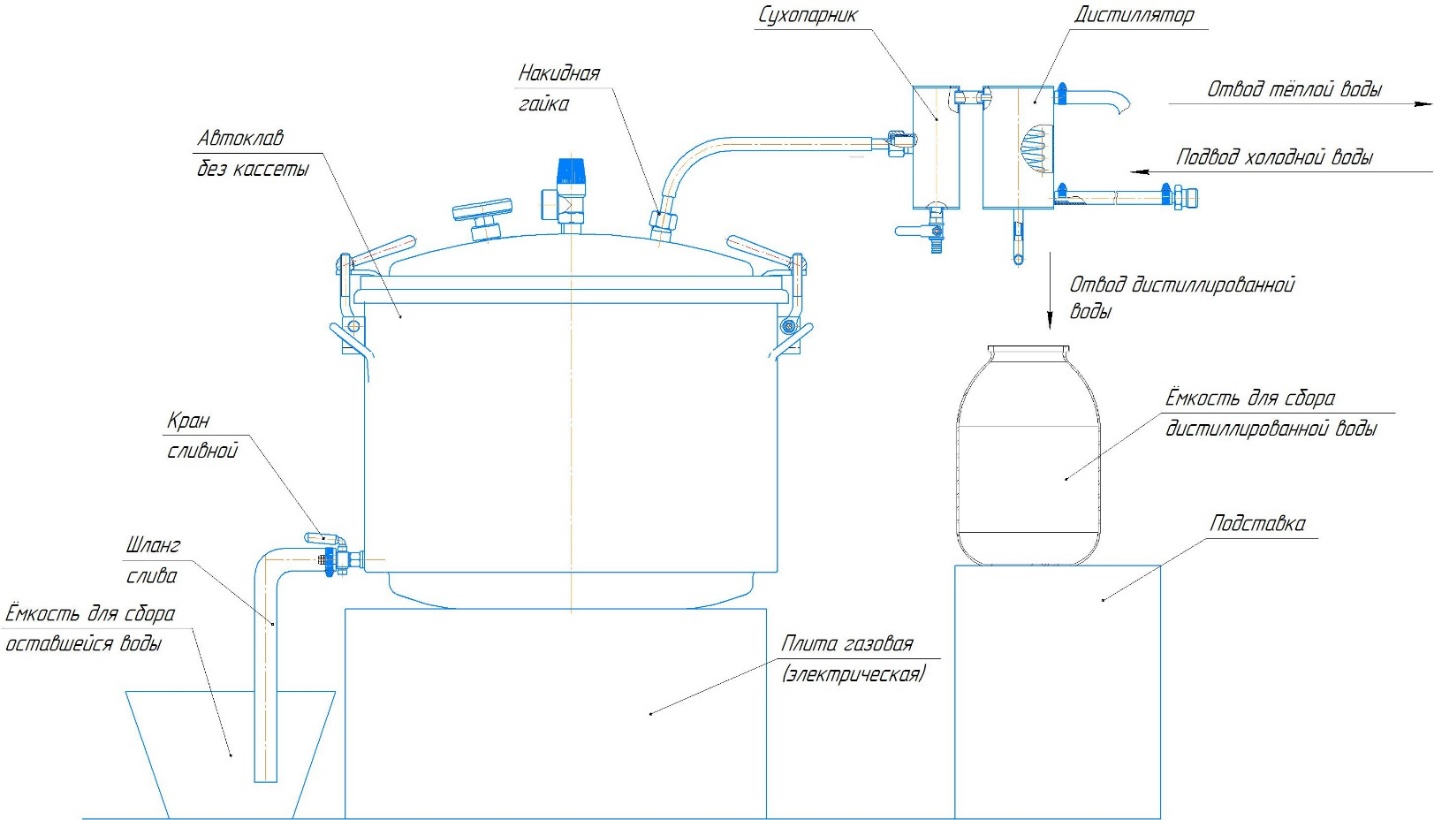 Сухопарник
Дистиллятор
Накидная
гайка
Отвод тёплой воды
Автоклав
без кассеты
Подвод холодной воды
Отвод дистиллированной
воды
Ёмкость для сбора
дистиллированной воды
Кран
сливной
Подставка
Шланг
слива
Ёмкость для сбора
оставшейся воды
Плита газовая
(электрическая)